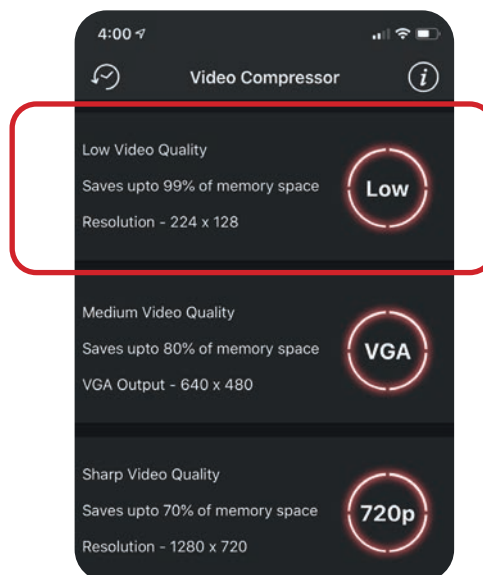 4:00
Video Compressor
i
Low Video Quality
Saves upto 99% of memory space
Resolution - 224 x 128
Low
Medium Video Quality
Saves upto 80% of memory space
VGA Output - 640 x 480
VGA
Sharp Video Quality
Saves upto 70% of memory space
Resolution - 1280 x 720
720p